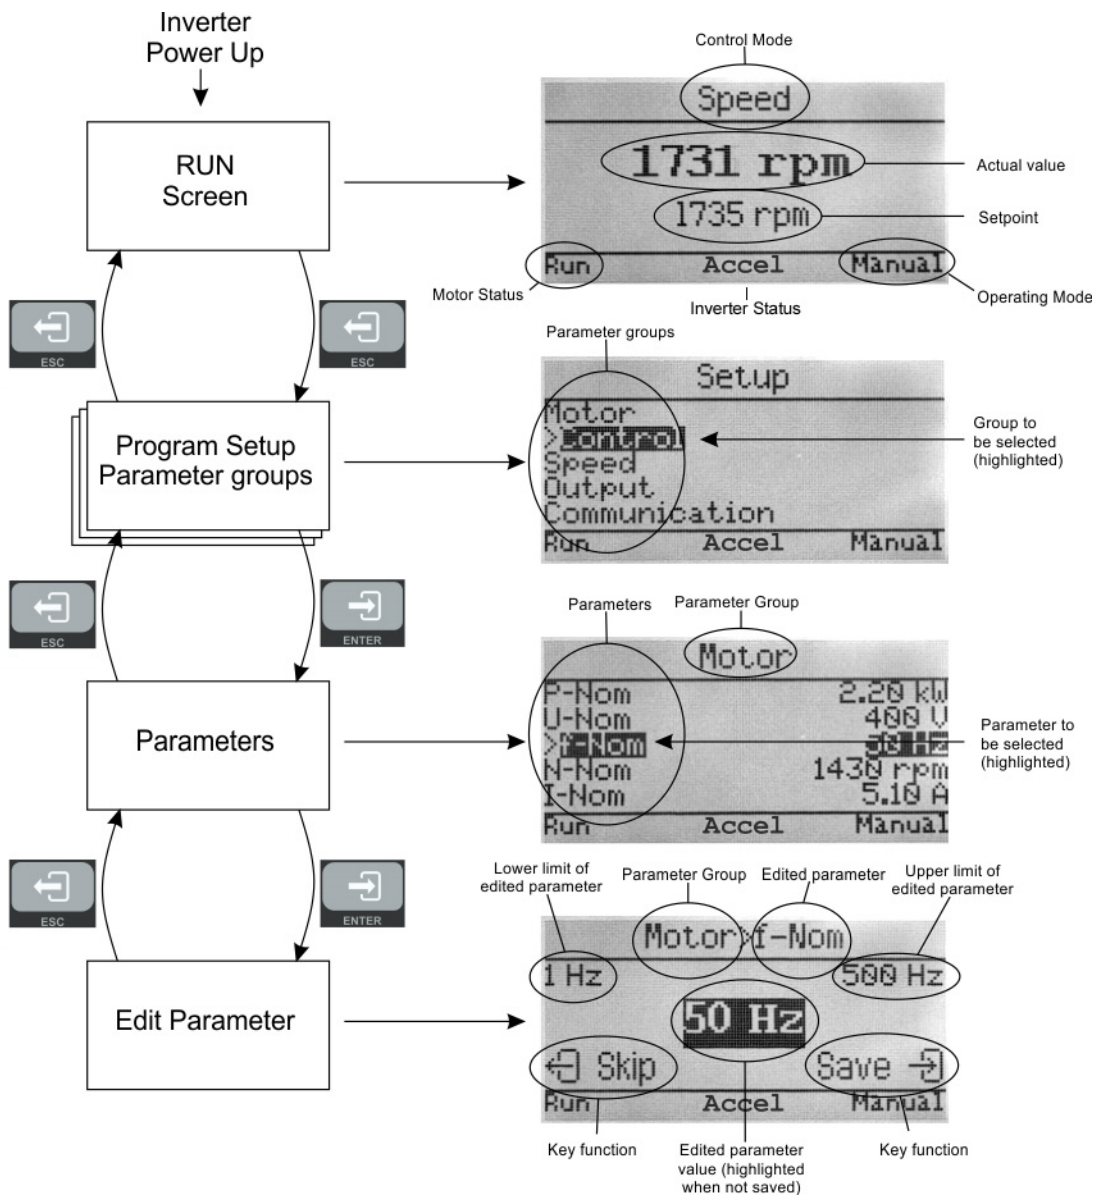 Inverter
Power Up
RUN
Screen
ESC
ESC
Program Setup
Parameter groups
ESC
ENTER
Parameters
ESC
ENTER
Edit Parameter
Control Mode
Speed
1731 rpm
Actual value
1735 rpm
Setpoint
Run Accel Manual
Motor Status
Inverter Status
Operating Mode
Parameter groups
Setup
Motor
>Control
Speed
Output
Communication
Run Accel Manual
Group to
be selected
(highlighted)
Parameters
Parameter Group
Motor
P-Nom 2.20 kW
U-Nom 400 V
>f-Nom 50 Hz
N-Nom 1430 rpm
I-Nom 5.10 A
Run Accel Manual
Parameter to
be selected
(highlighted)
Lower limit of
edited parameter
Parameter Group
Edited parameter
Upper limit of
edited parameter
Motor>f-Nom
1 Hz
500 Hz
50 Hz
Skip
Save
Run Accel Manual
Key function
Edited parameter
value (highlighted
when not saved)
Key function